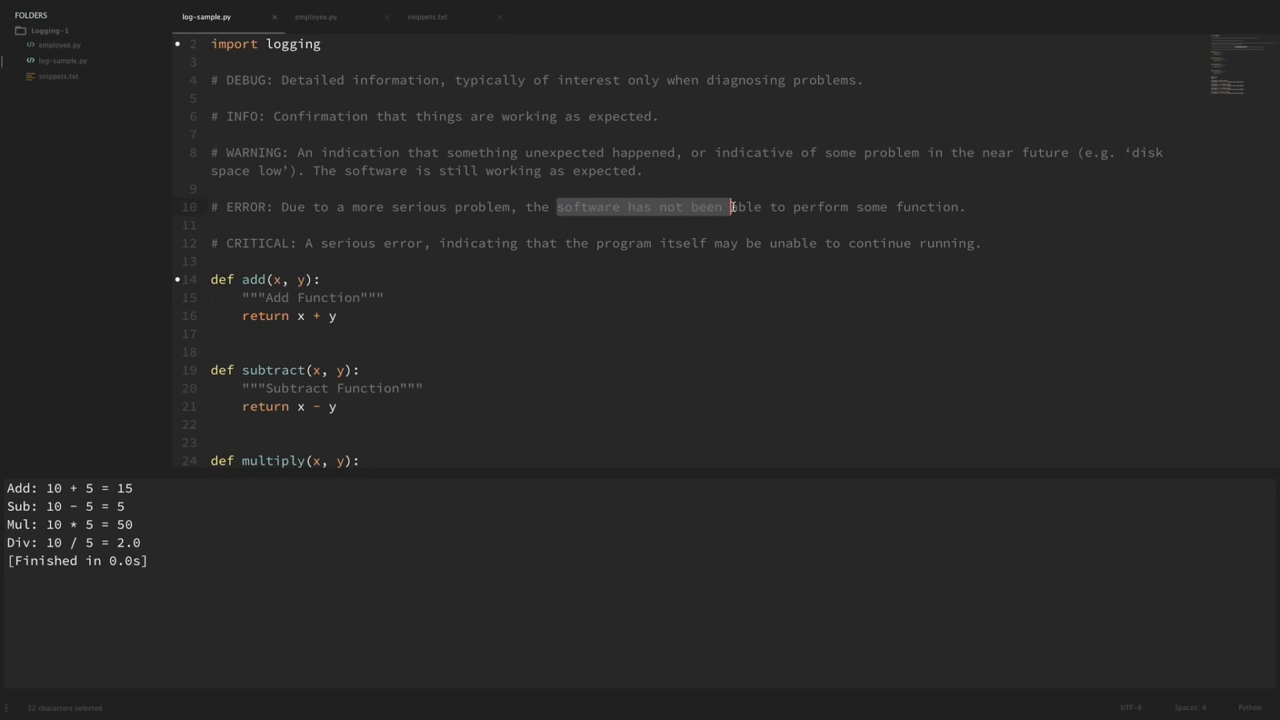 FOLDERS
Logging-1
employee.py
log-sample.py
snippets.txt
log-sample.py × employee.py × snippets.txt ×
2 import logging
3
4 # DEBUG: Detailed information, typically of interest only when diagnosing problems.
5
6 # INFO: Confirmation that things are working as expected.
7
8 # WARNING: An indication that something unexpected happened, or indicative of some problem in the near future (e.g. ‘disk
space low’). The software is still working as expected.
9
10 # ERROR: Due to a more serious problem, the software has not been able to perform some function.
11
12 # CRITICAL: A serious error, indicating that the program itself may be unable to continue running.
13
14 def add(x, y):
15 """Add Function"""
16 return x + y
17
18
19 def subtract(x, y):
20 """Subtract Function"""
21 return x - y
22
23
24 def multiply(x, y):
Add: 10 + 5 = 15
Sub: 10 - 5 = 5
Mul: 10 * 5 = 50
Div: 10 / 5 = 2.0
[Finished in 0.0s]
22 characters selected UTF-8 Spaces: 4 Python